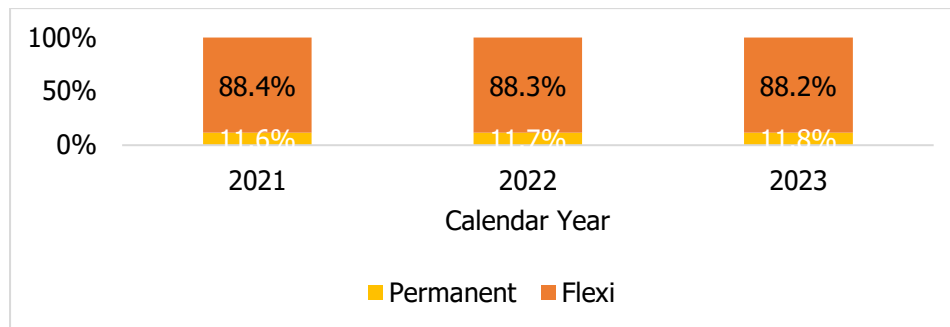 100%
88.4% 88.3% 88.2%
50%
11.6% 11.7% 11.8%
0%
2021 2022 2023
Calendar Year
Permanent Flexi